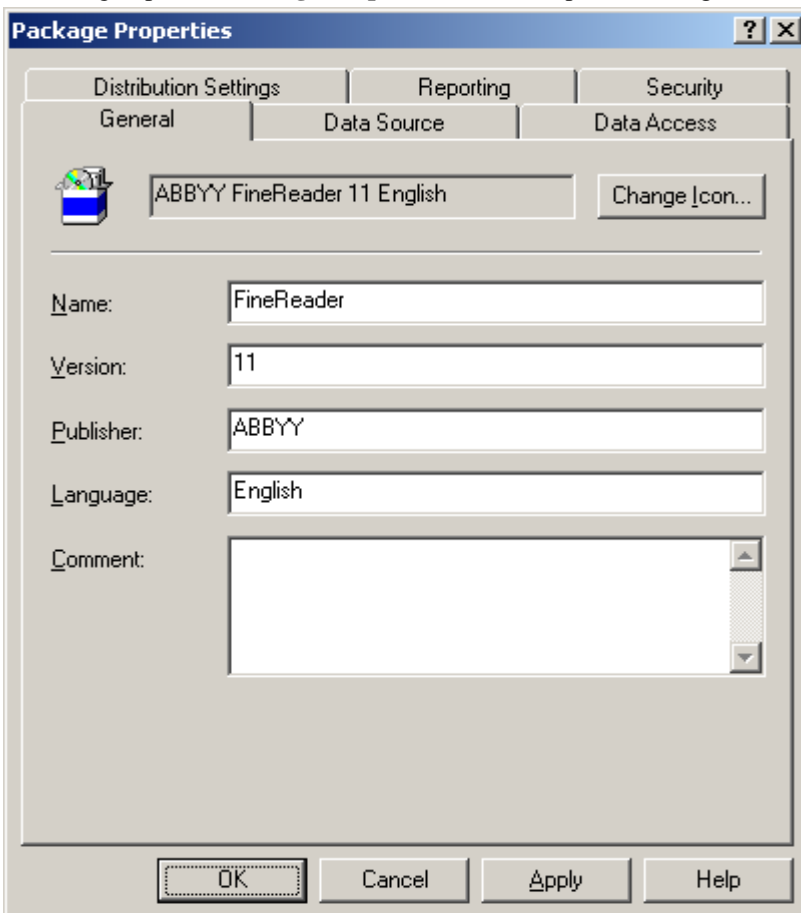 Package Properties
Distribution Settings Reporting Security
General Data Source Data Access
ABBYY FineReader 11 English Change Icon...
Name: FineReader
Version: 11
Publisher: ABBYY
Language: English
Comment:
OK Cancel Apply Help